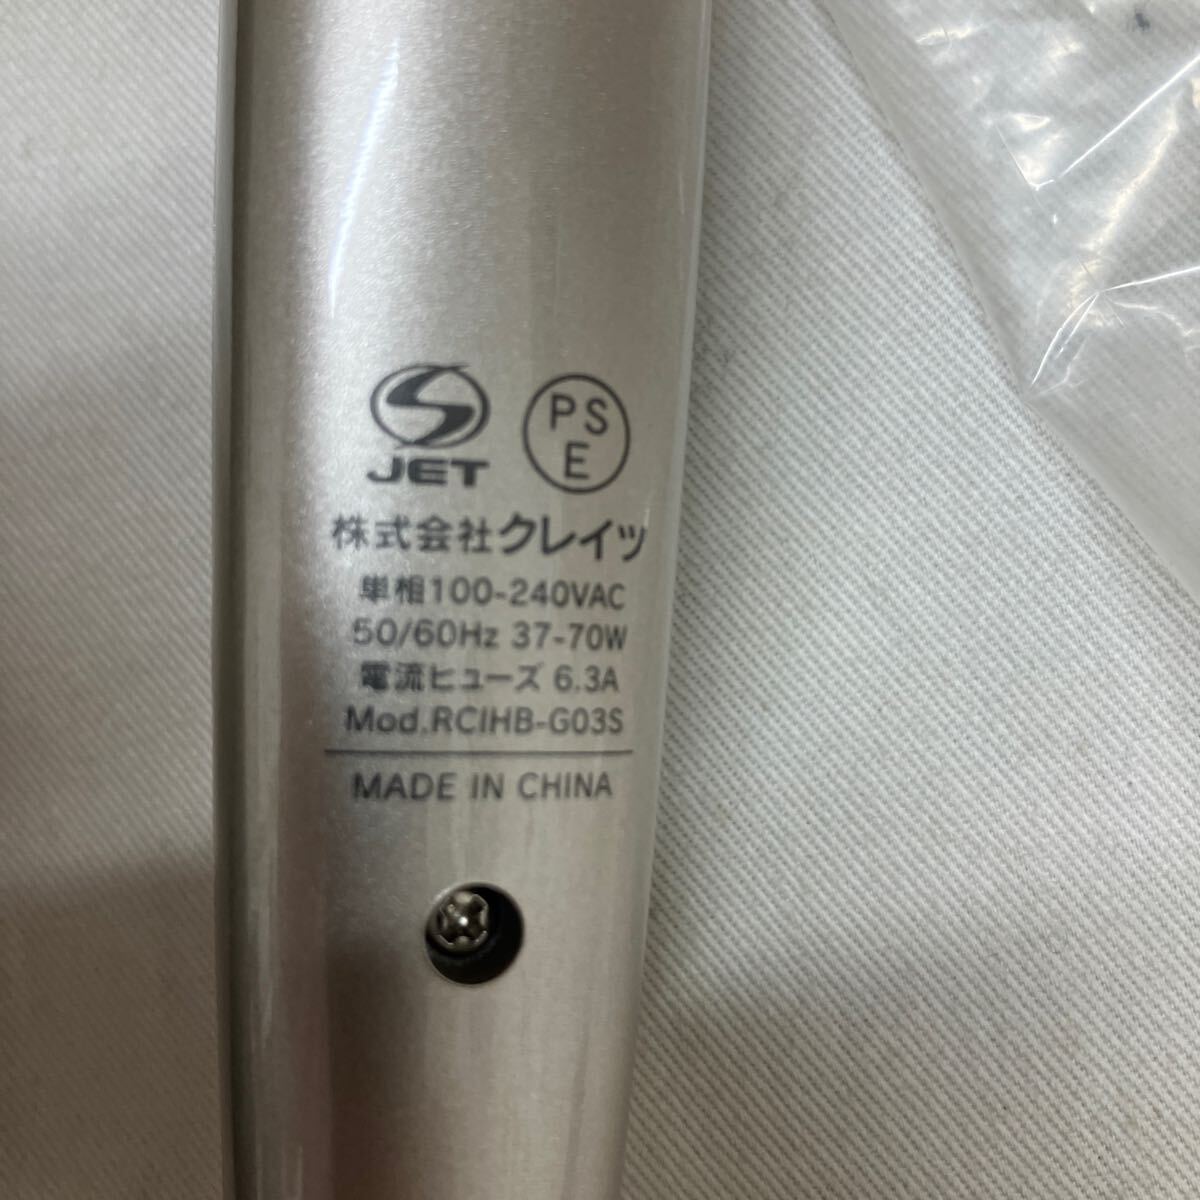 JET
PS
E
株式会社クレイツ
単相100-240VAC
50/60Hz 37-70W
電流ヒューズ 6.3A
Mod.RCIHB-G03S
MADE IN CHINA